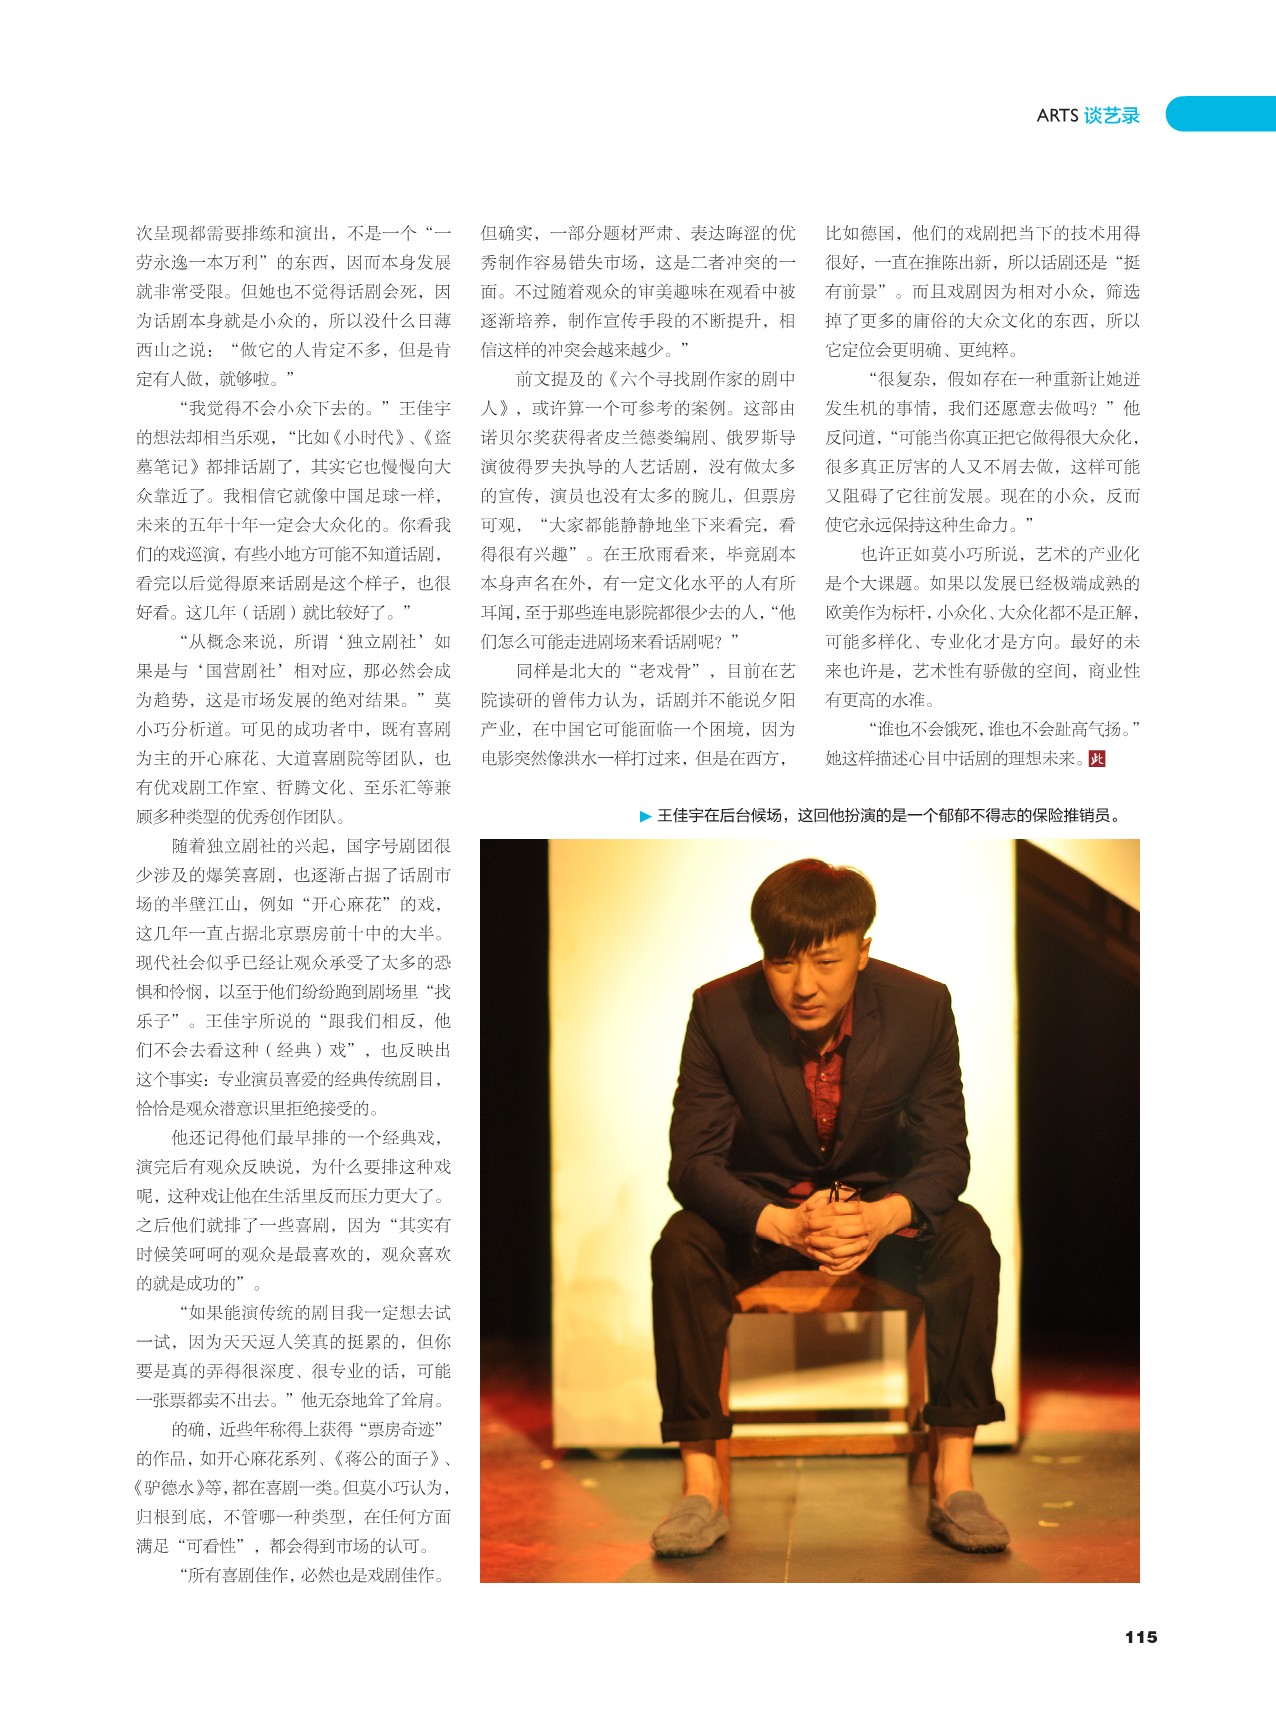 ARTS 谈艺录
次呈现都需要排练和演出，不是一个“一
劳永逸一本万利”的东西，因而本身发展
就非常受限。但她也不觉得话剧会死，因
为话剧本身就是小众的，所以没什么日薄
西山之说：“做它的人肯定不多，但是肯
定有人做，就够啦。”
“我觉得不会小众下去的。”王佳宇
的想法却相当乐观，“比如《小时代》、《盗
墓笔记》都排话剧了，其实它也慢慢向大
众靠近了。我相信它就像中国足球一样，
未来的五年十年一定会大众化的。你看我
们的戏巡演，有些小地方可能不知道话剧，
看完以后觉得原来话剧是这个样子，也很
好看。这几年（话剧）就比较好了。”
“从概念来说，所谓‘独立剧社’如
果是与‘国营剧社’相对应，那必然会成
为趋势，这是市场发展的绝对结果。”莫
小巧分析道。可见的成功者中，既有喜剧
为主的开心麻花、大道喜剧院等团队，也
有优戏剧工作室、哲腾文化、至乐汇等兼
顾多种类型的优秀创作团队。
随着独立剧社的兴起，国字号剧团很
少涉及的爆笑喜剧，也逐渐占据了话剧市
场的半壁江山，例如“开心麻花”的戏，
这几年一直占据北京票房前十中的大半。
现代社会似乎已经让观众承受了太多的恐
惧和怜悯，以至于他们纷纷跑到剧场里“找
乐子”。王佳宇所说的“跟我们相反，他
们不会去看这种（经典）戏”，也反映出
这个事实：专业演员喜爱的经典传统剧目，
恰恰是观众潜意识里拒绝接受的。
他还记得他们最早排的一个经典戏，
演完后有观众反映说，为什么要排这种戏
呢，这种戏让他在生活里反而压力更大了。
之后他们就排了一些喜剧，因为“其实有
时候笑呵呵的观众是最喜欢的，观众喜欢
的就是成功的”。
“如果能演传统的剧目我一定想去试
一试，因为天天逗人笑真的挺累的，但你
要是真的弄得很深度、很专业的话，可能
一张票都卖不出去。”他无奈地耸了耸肩。
的确，近些年称得上获得“票房奇迹”
的作品，如开心麻花系列、《蒋公的面子》、
《驴德水》等，都在喜剧一类。但莫小巧认为，
归根到底，不管哪一种类型，在任何方面
满足“可看性”，都会得到市场的认可。
“所有喜剧佳作，必然也是戏剧佳作。
但确实，一部分题材严肃、表达晦涩的优
秀制作容易错失市场，这是二者冲突的一
面。不过随着观众的审美趣味在观看中被
逐渐培养，制作宣传手段的不断提升，相
信这样的冲突会越来越少。”
前文提及的《六个寻找剧作家的剧中
人》，或许算一个可参考的案例。这部由
诺贝尔奖获得者皮兰德娄编剧、俄罗斯导
演彼得罗夫执导的人艺话剧，没有做太多
的宣传，演员也没有太多的腕儿，但票房
可观，“大家都能静静地坐下来看完，看
得很有兴趣”。在王欣雨看来，毕竟剧本
本身声名在外，有一定文化水平的人有所
耳闻，至于那些连电影院都很少去的人，“他
们怎么可能走进剧场来看话剧呢？”
同样是北大的“老戏骨”，目前在艺
院读研的曾伟力认为，话剧并不能说夕阳
产业，在中国它可能面临一个困境，因为
电影突然像洪水一样打过来，但是在西方，
比如德国，他们的戏剧把当下的技术用得
很好，一直在推陈出新，所以话剧还是“挺
有前景”。而且戏剧因为相对小众，筛选
掉了更多的庸俗的大众文化的东西，所以
它定位会更明确、更纯粹。
“很复杂，假如存在一种重新让她迸
发生机的事情，我们还愿意去做吗？”他
反问道，“可能当你真正把它做得很大众化，
很多真正厉害的人又不屑去做，这样可能
又阻碍了它往前发展。现在的小众，反而
使它永远保持这种生命力。”
也许正如莫小巧所说，艺术的产业化
是个大课题。如果以发展已经极端成熟的
欧美作为标杆，小众化、大众化都不是正解，
可能多样化、专业化才是方向。最好的未
来也许是，艺术性有骄傲的空间，商业性
有更高的水准。
“谁也不会饿死，谁也不会趾高气扬。”
她这样描述心目中话剧的理想未来。此
▶ 王佳宇在后台候场，这回他扮演的是一个郁郁不得志的保险推销员。
115